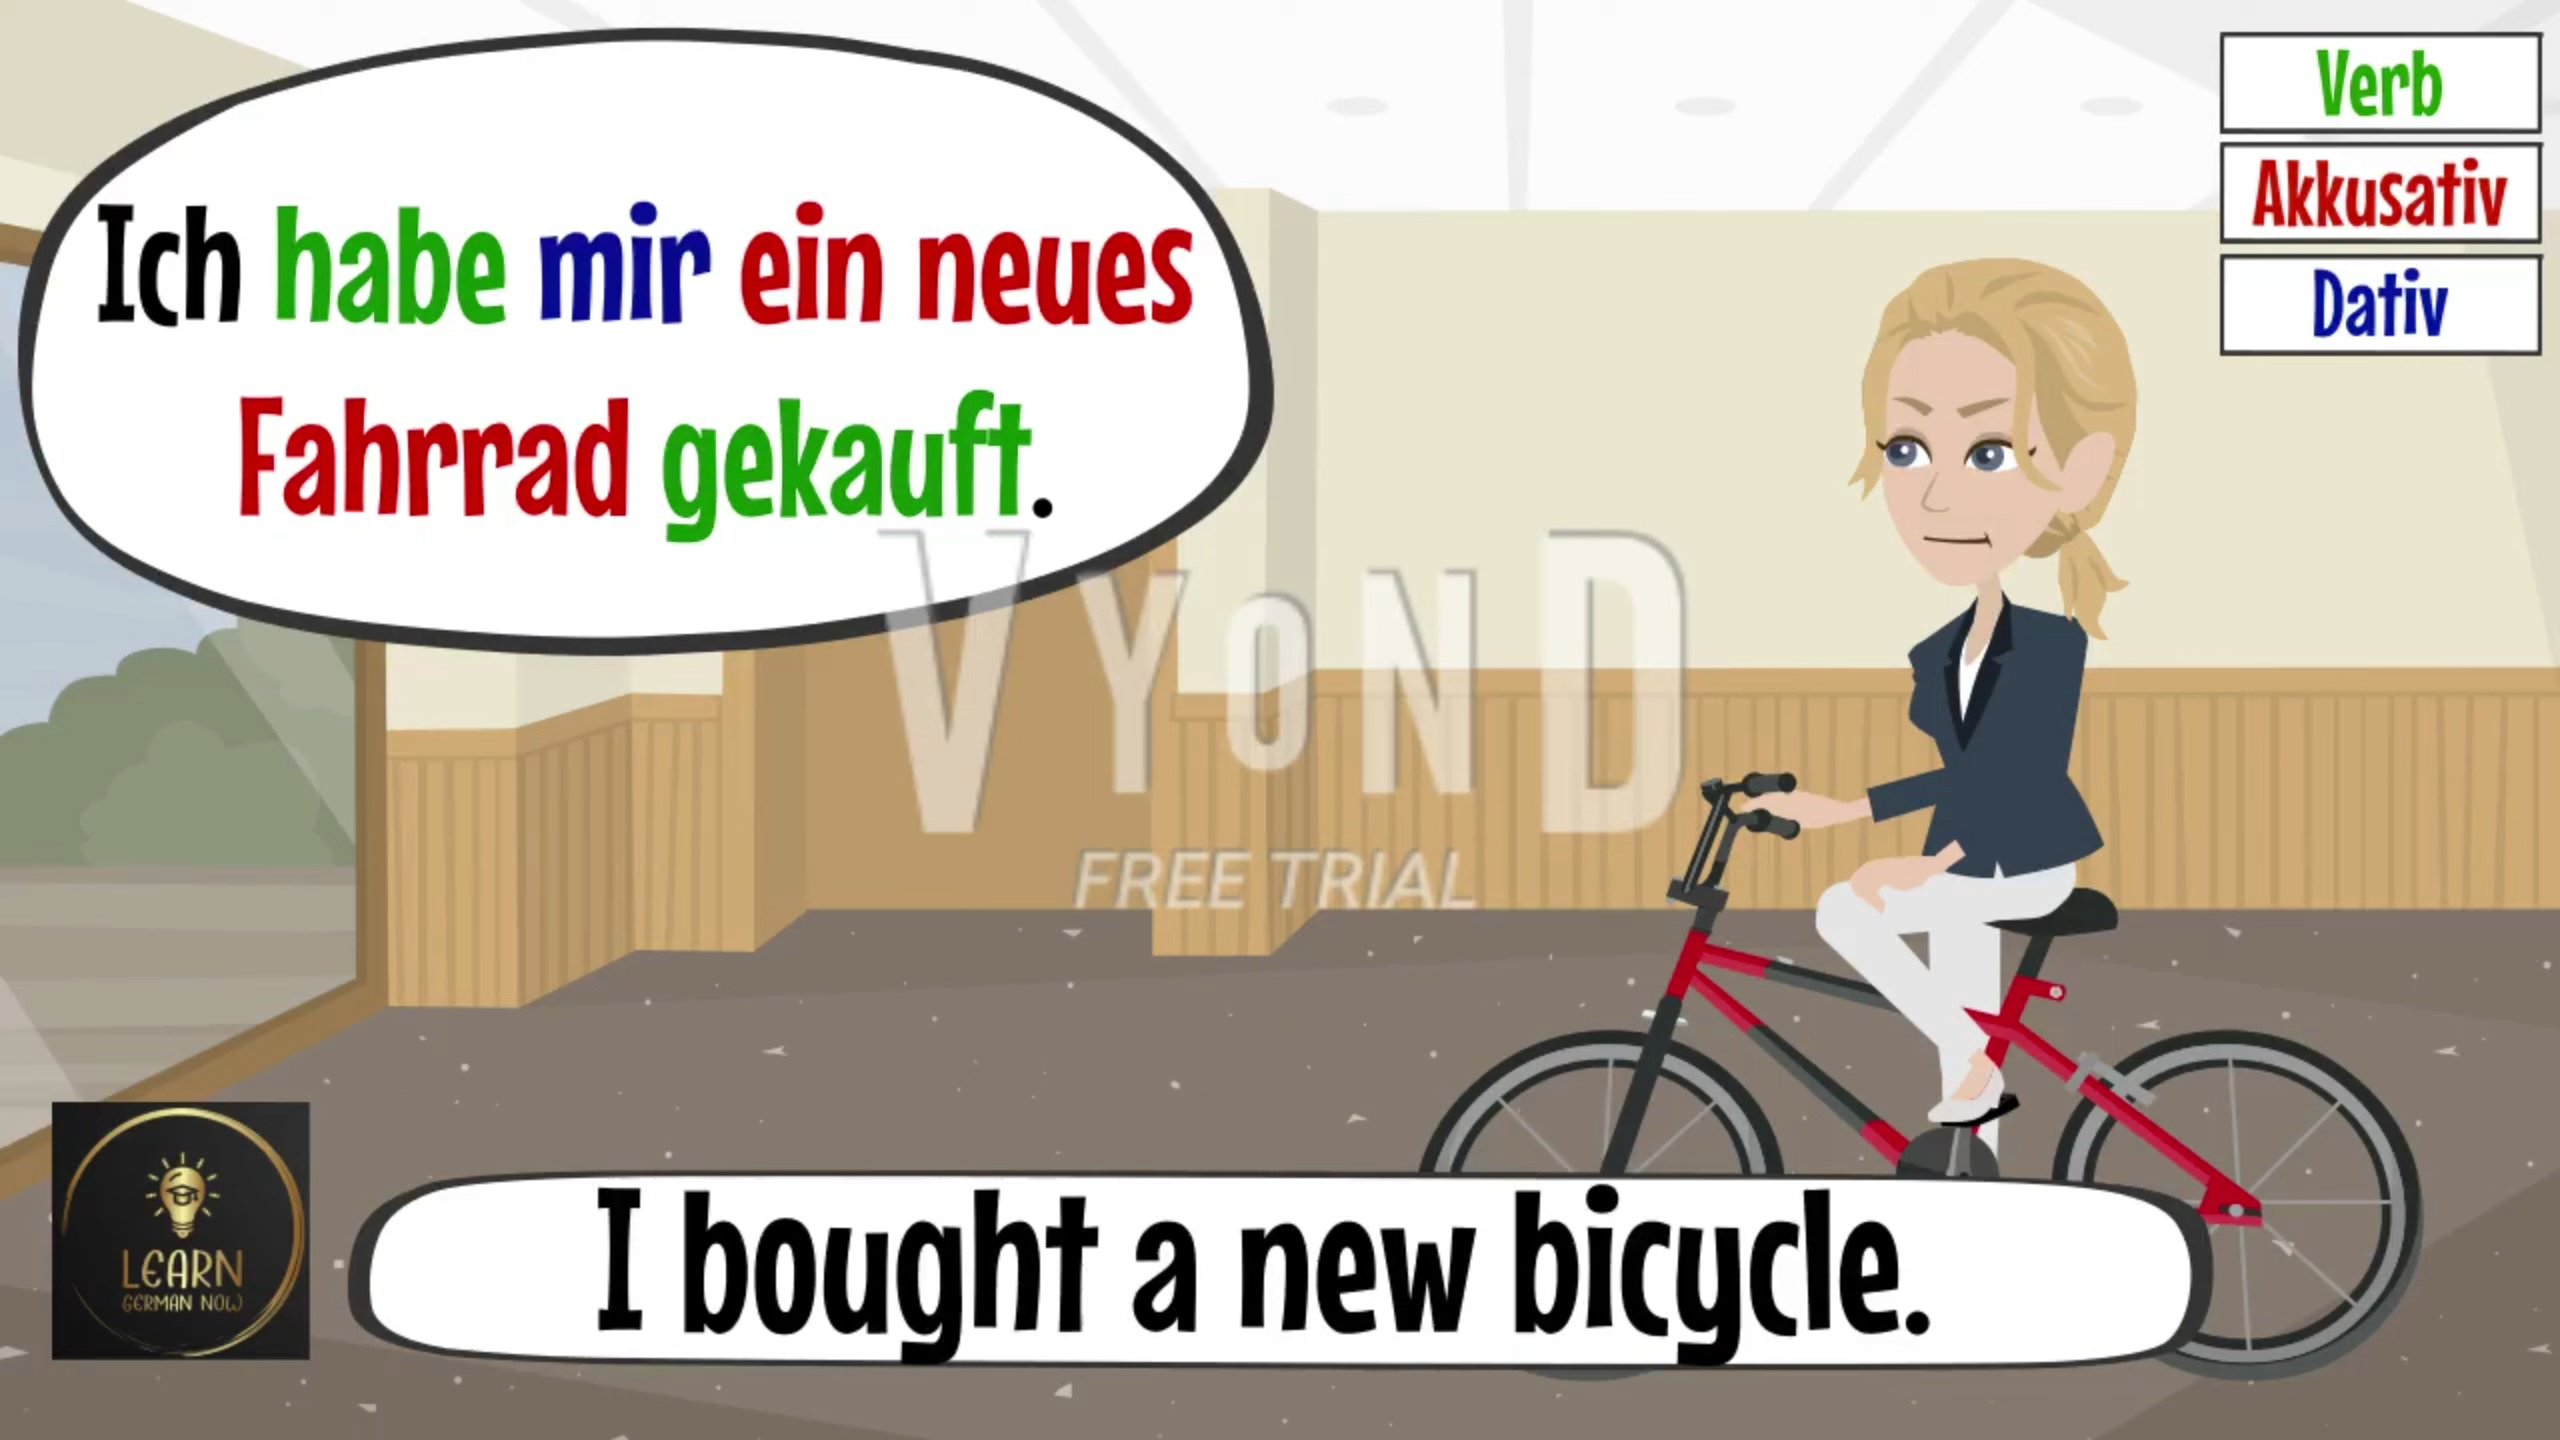 Ich habe mir ein neues
Fahrrad gekauft.
Verb
Akkusativ
Dativ
VYOND
FREE TRIAL
LEARN
GERMAN NOW
I bought a new bicycle.